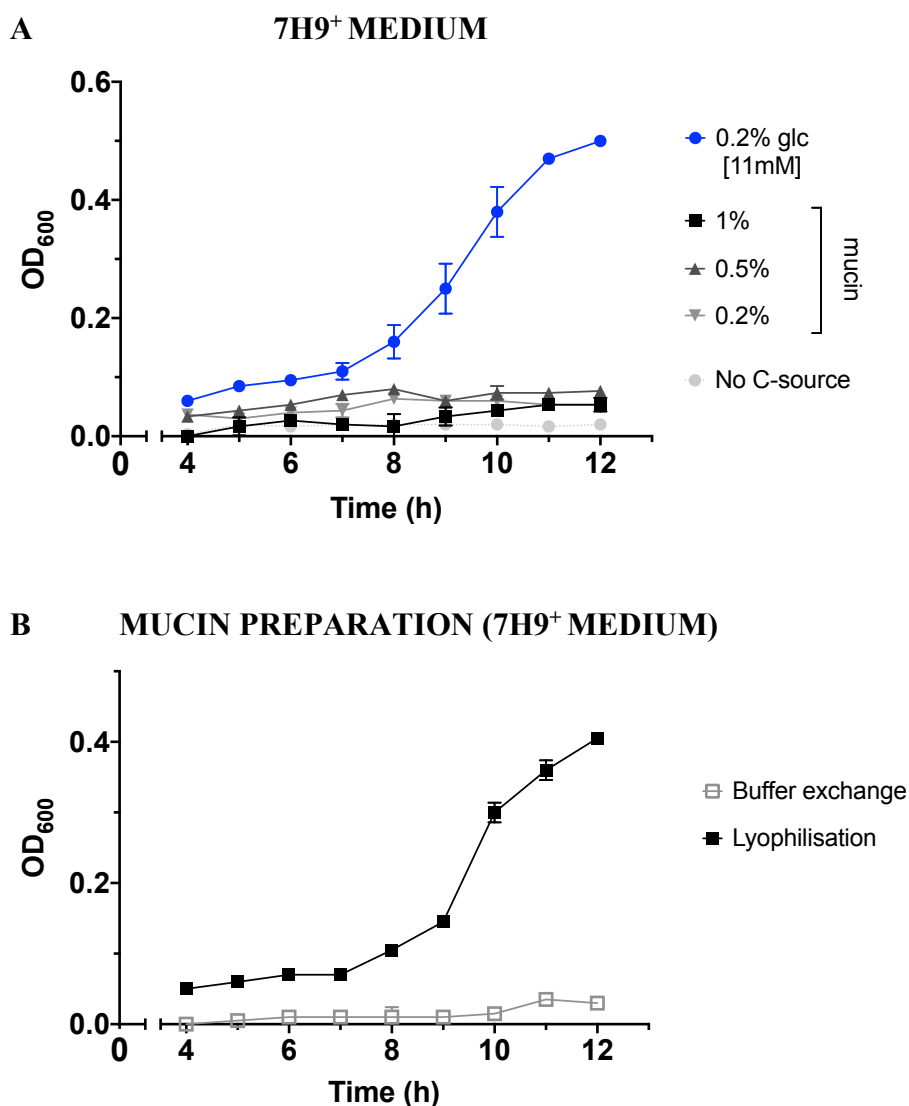 A 7H9⁺ MEDIUM
0.6
0.4
0.2
0.0
OD₆₀₀
0 4 6 8 10 12
Time (h)
0.2% glc
[11mM]
1%
0.5%
0.2%
mucin
No C-source
B MUCIN PREPARATION (7H9⁺ MEDIUM)
0.4
0.2
0.0
OD₆₀₀
0 4 6 8 10 12
Time (h)
Buffer exchange
Lyophilisation